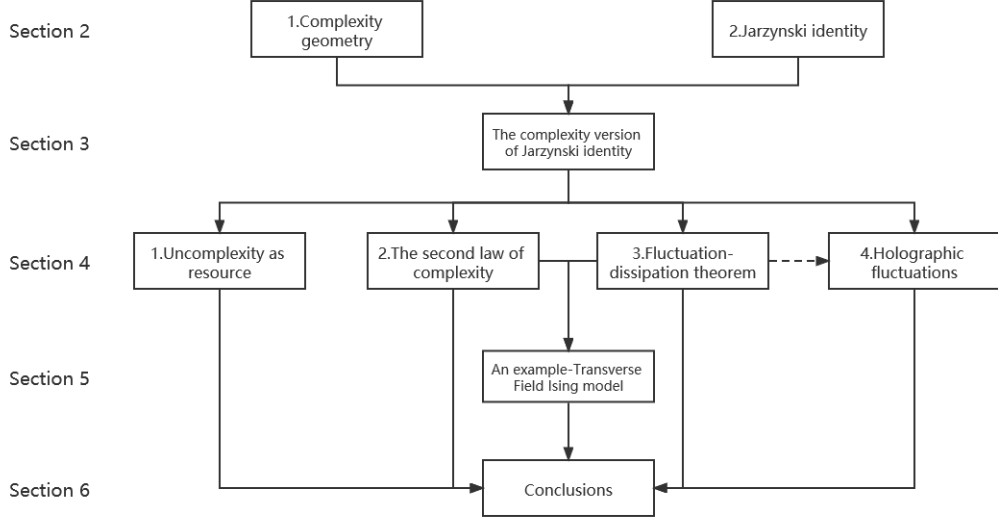 Section 2
1.Complexity
geometry
2.Jarzynski identity
Section 3
The complexity version
of Jarzynski identity
Section 4
1.Uncomplexity as
resource
2.The second law of
complexity
3.Fluctuation-
dissipation theorem
4.Holographic
fluctuations
Section 5
An example-Transverse
Field Ising model
Section 6
Conclusions